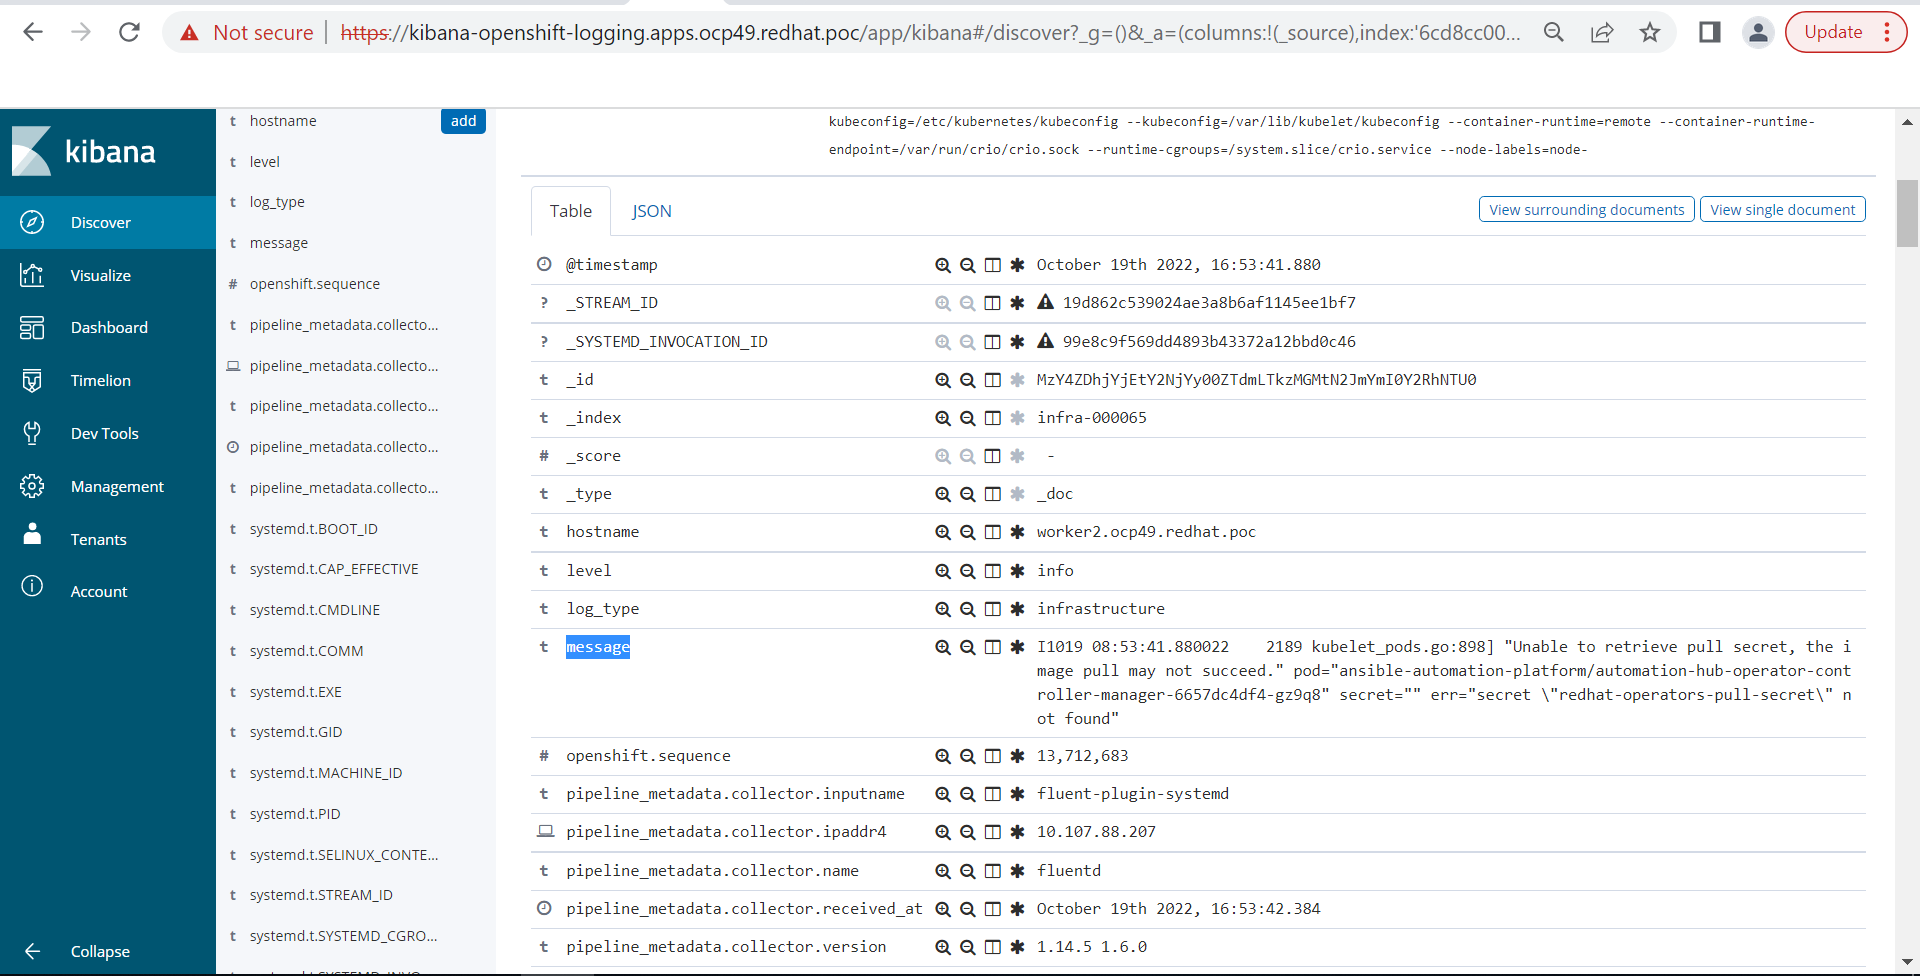 Not secure https://kibana-openshift-logging.apps.ocp49.redhat.poc/app/kibana#/discover?_g=()&_a=(columns:!(_source),index:'6cd8cc00... Update
kibana
Discover
Visualize
Dashboard
Timelion
Dev Tools
Management
Tenants
Account
Collapse
t hostname add
t level
t log_type
t message
# openshift.sequence
t pipeline_metadata.collecto...
pipeline_metadata.collecto...
t pipeline_metadata.collecto...
pipeline_metadata.collecto...
t pipeline_metadata.collecto...
t systemd.t.BOOT_ID
t systemd.t.CAP_EFFECTIVE
t systemd.t.CMDLINE
t systemd.t.COMM
t systemd.t.EXE
t systemd.t.GID
t systemd.t.MACHINE_ID
t systemd.t.PID
t systemd.t.SELINUX_CONTE...
t systemd.t.STREAM_ID
t systemd.t.SYSTEMD_CGRO...
kubeconfig=/etc/kubernetes/kubeconfig --kubeconfig=/var/lib/kubelet/kubeconfig --container-runtime=remote --container-runtime-
endpoint=/var/run/crio/crio.sock --runtime-cgroups=/system.slice/crio.service --node-labels=node-
Table JSON View surrounding documents View single document
@timestamp October 19th 2022, 16:53:41.880
? _STREAM_ID 19d862c539024ae3a8b6af1145ee1bf7
? _SYSTEMD_INVOCATION_ID 99e8c9f569dd4893b43372a12bbd0c46
t _id MzY4ZDhjYjEtY2NjYy00ZTdmLTkzMGMtN2JmYmI0Y2RhNTU0
t _index infra-000065
# _score -
t _type _doc
t hostname worker2.ocp49.redhat.poc
t level info
t log_type infrastructure
t message I1019 08:53:41.880022 2189 kubelet_pods.go:898] "Unable to retrieve pull secret, the i
mage pull may not succeed." pod="ansible-automation-platform/automation-hub-operator-cont
roller-manager-6657dc4df4-gz9q8" secret="" err="secret \"redhat-operators-pull-secret\" n
ot found"
# openshift.sequence 13,712,683
t pipeline_metadata.collector.inputname fluent-plugin-systemd
pipeline_metadata.collector.ipaddr4 10.107.88.207
t pipeline_metadata.collector.name fluentd
pipeline_metadata.collector.received_at October 19th 2022, 16:53:42.384
t pipeline_metadata.collector.version 1.14.5 1.6.0